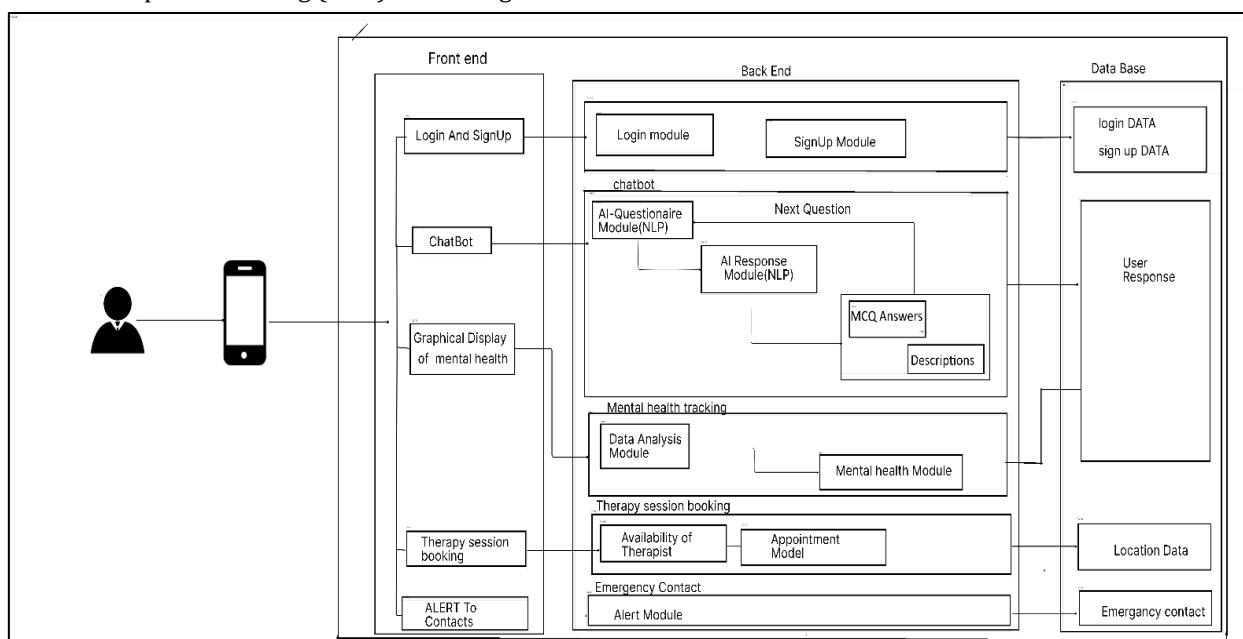 Front end
Back End
Data Base
Login And SignUp
Login module
SignUp Module
login DATA
sign up DATA
chatbot
AI-Questionaire
Module(NLP)
Next Question
ChatBot
AI Response
Module(NLP)
User
Response
MCQ Answers
Descriptions
Graphical Display
of mental health
Mental health tracking
Data Analysis
Module
Mental health Module
Therapy session booking
Therapy session
booking
Availability of
Therapist
Appointment
Model
Location Data
Emergency Contact
ALERT To
Contacts
Alert Module
Emergancy contact